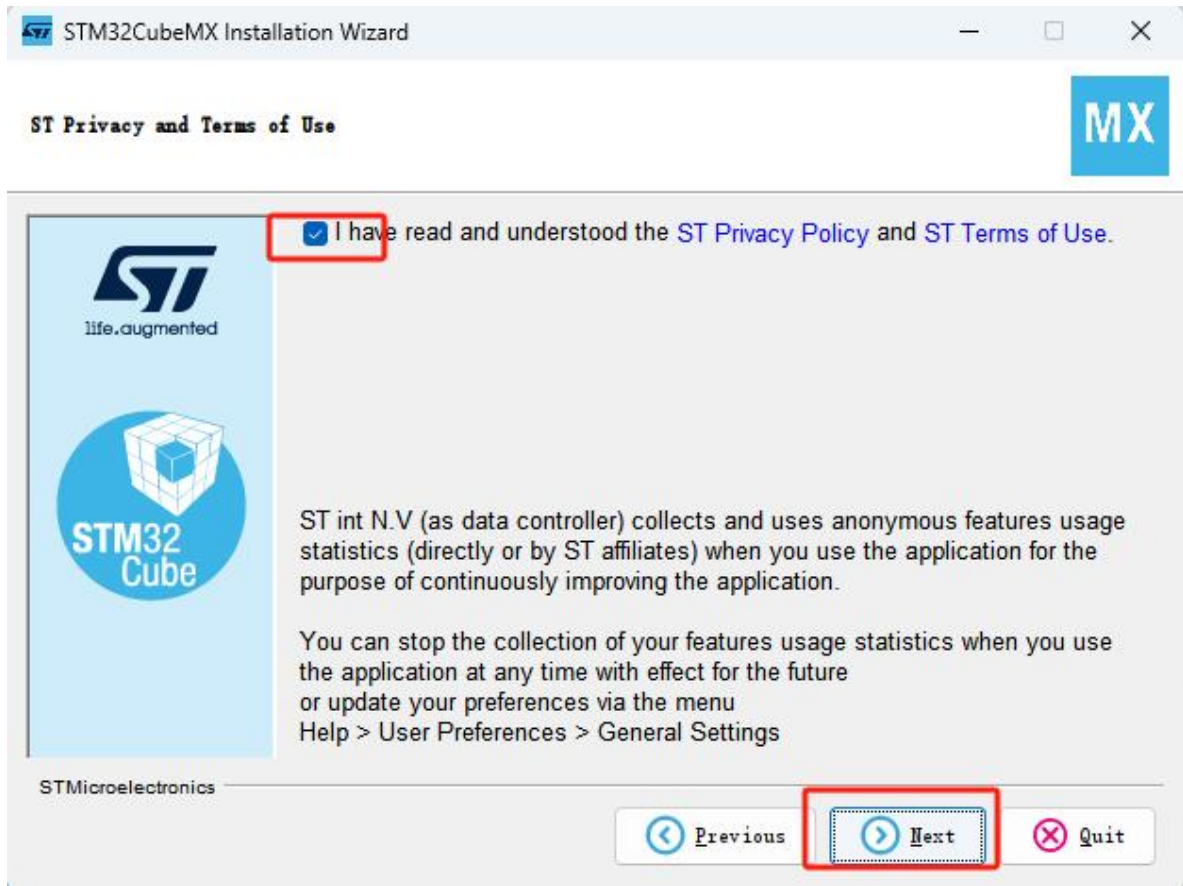 STM32CubeMX Installation Wizard
ST Privacy and Terms of Use
MX
I have read and understood the ST Privacy Policy and ST Terms of Use.
life.augmented
STM32
Cube
ST int N.V (as data controller) collects and uses anonymous features usage
statistics (directly or by ST affiliates) when you use the application for the
purpose of continuously improving the application.
You can stop the collection of your features usage statistics when you use
the application at any time with effect for the future
or update your preferences via the menu
Help > User Preferences > General Settings
STMicroelectronics
Previous
Next
Quit